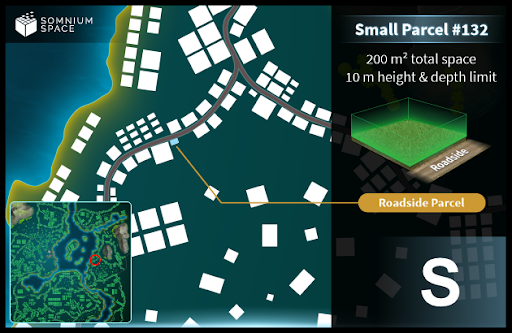 SOMNIUM
SPACE
Small Parcel #132
200 m² total space
10 m height & depth limit
Roadside
Roadside Parcel
S